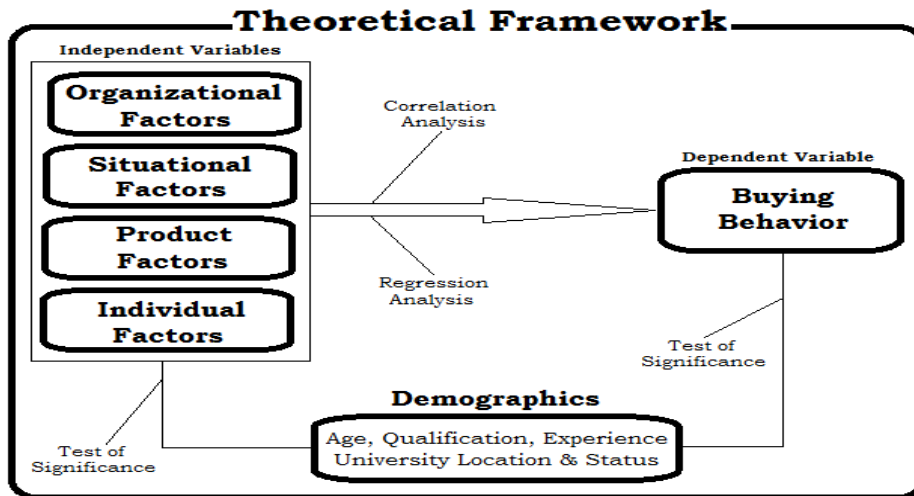 Theoretical Framework
Independent Variables
Organizational
Factors
Situational
Factors
Product
Factors
Individual
Factors
Correlation
Analysis
Regression
Analysis
Dependent Variable
Buying
Behavior
Test of
Significance
Demographics
Age, Qualification, Experience
University Location & Status
Test of
Significance